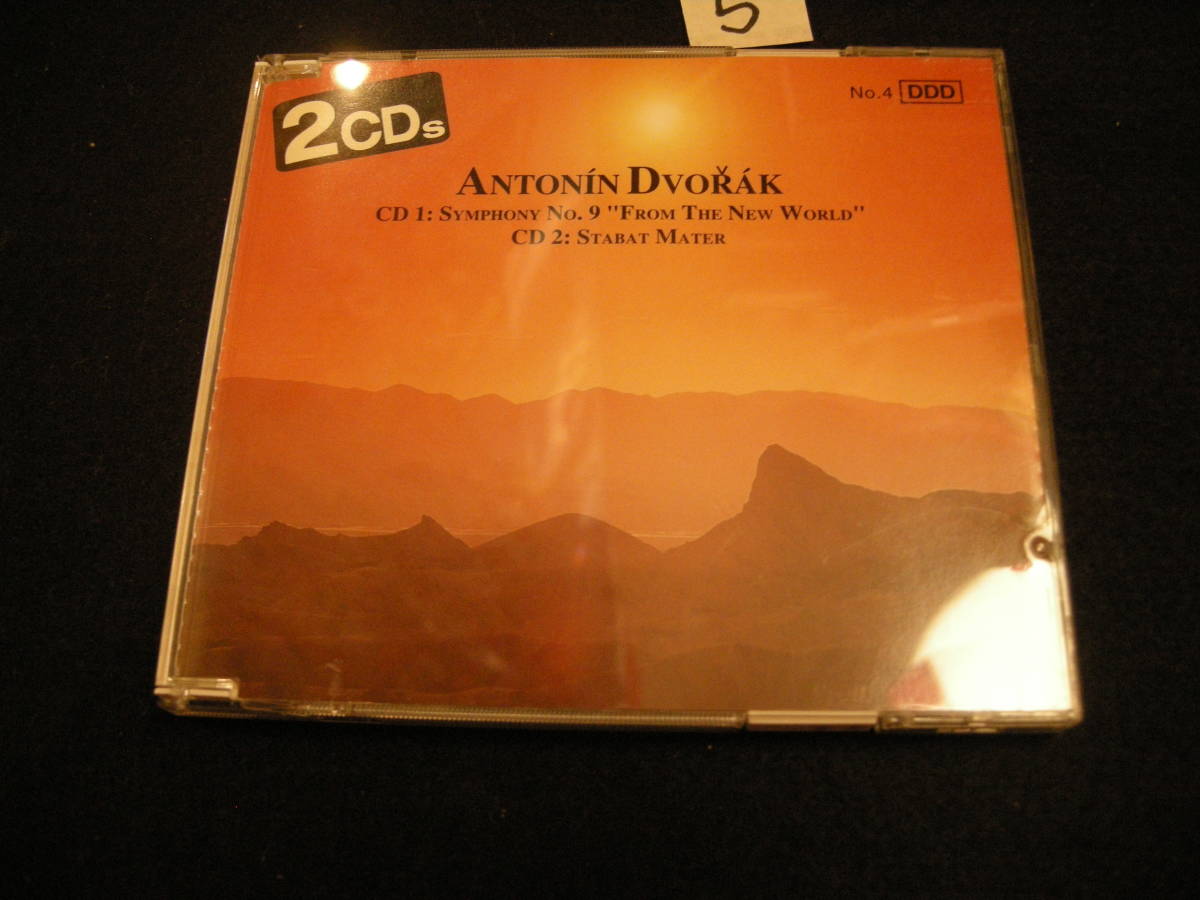 5
2CDs
No.4 DDD
ANTONÍN DVOŘÁK
CD 1: SYMPHONY NO. 9 "FROM THE NEW WORLD"
CD 2: STABAT MATER